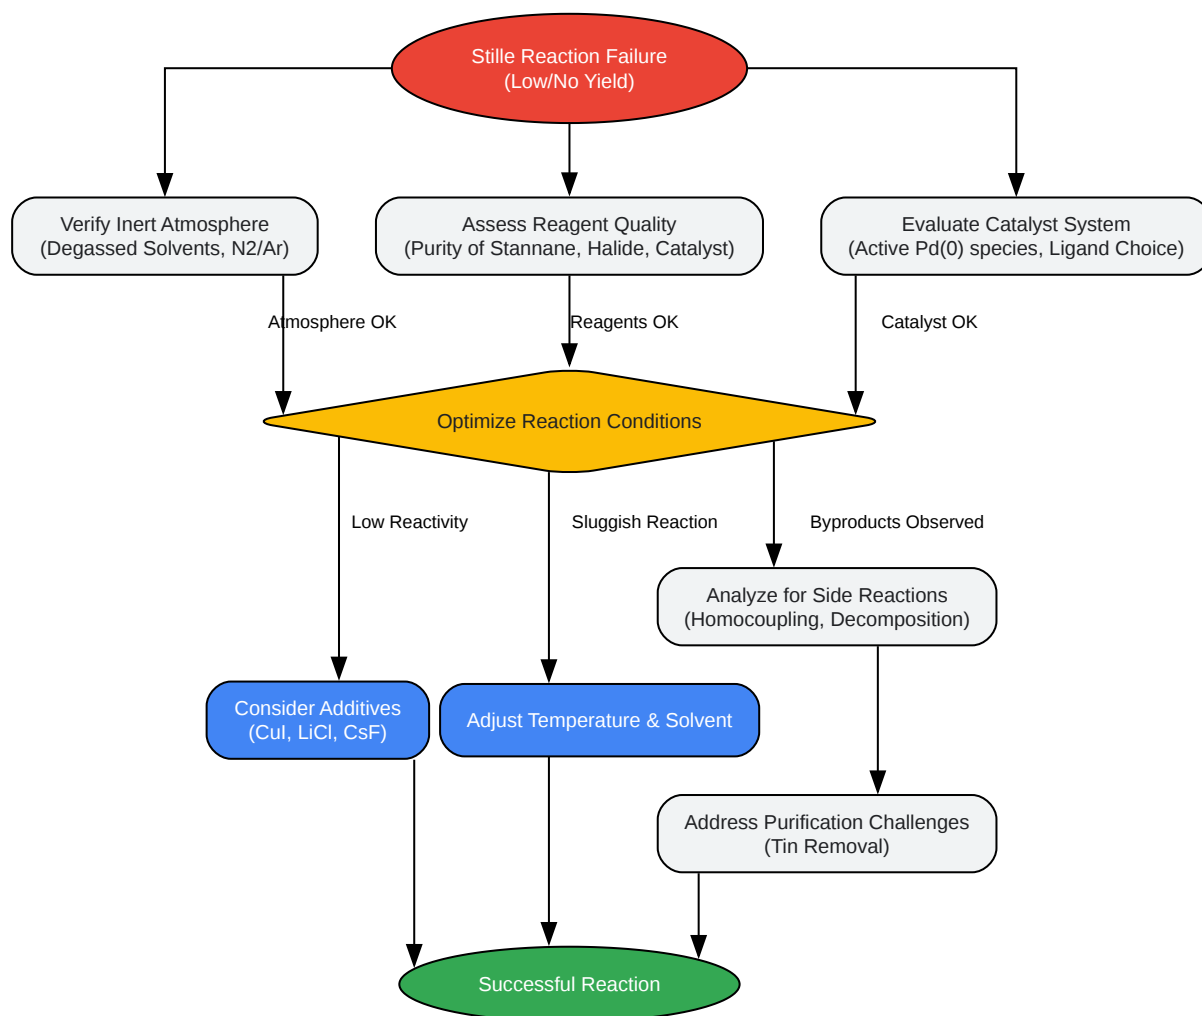 Stille Reaction Failure
(Low/No Yield)
Verify Inert Atmosphere
(Degassed Solvents, N2/Ar)
Assess Reagent Quality
(Purity of Stannane, Halide, Catalyst)
Evaluate Catalyst System
(Active Pd(0) species, Ligand Choice)
Atmosphere OK
Reagents OK
Catalyst OK
Optimize Reaction Conditions
Low Reactivity
Sluggish Reaction
Byproducts Observed
Analyze for Side Reactions
(Homocoupling, Decomposition)
Consider Additives
(CuI, LiCl, CsF)
Adjust Temperature & Solvent
Address Purification Challenges
(Tin Removal)
Successful Reaction